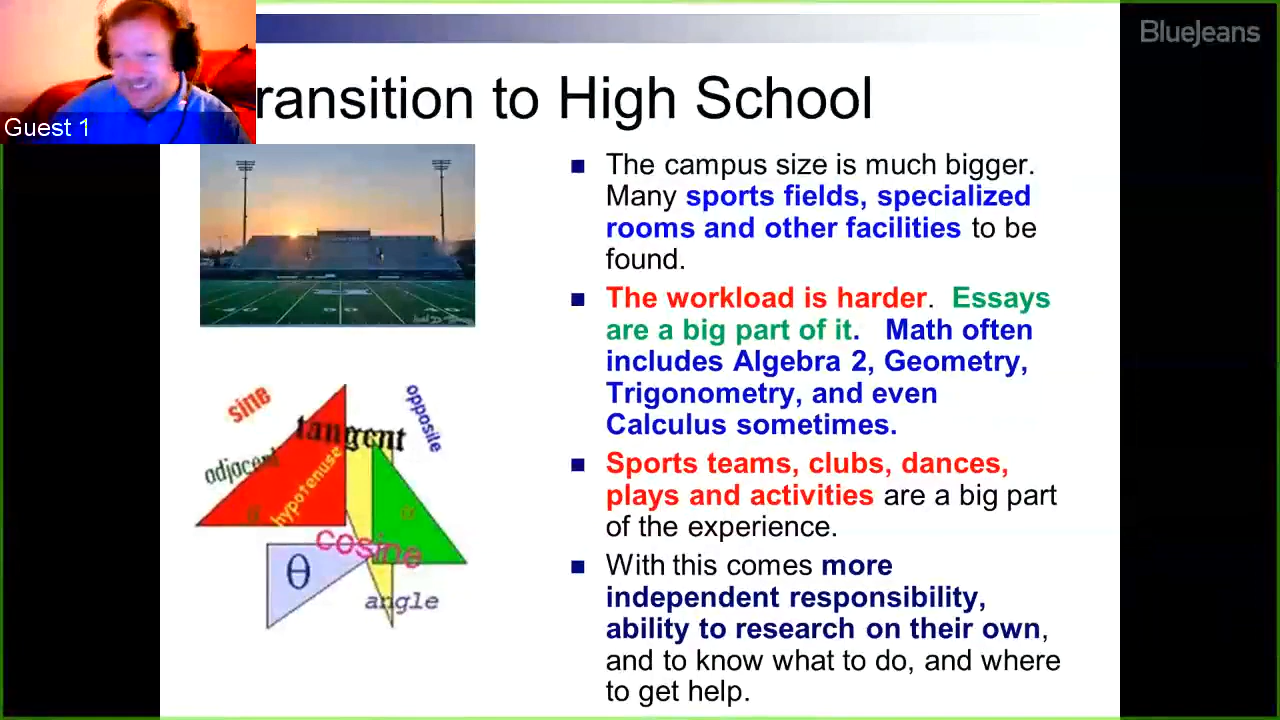 BlueJeans
Guest 1
ransition to High School
The campus size is much bigger.
Many sports fields, specialized
rooms and other facilities to be
found.
The workload is harder. Essays
are a big part of it. Math often
includes Algebra 2, Geometry,
Trigonometry, and even
Calculus sometimes.
Sports teams, clubs, dances,
plays and activities are a big part
of the experience.
With this comes more
independent responsibility,
ability to research on their own,
and to know what to do, and where
to get help.
sine
opposite
tangent
adjacent
hypotenuse
cosine
θ
angle